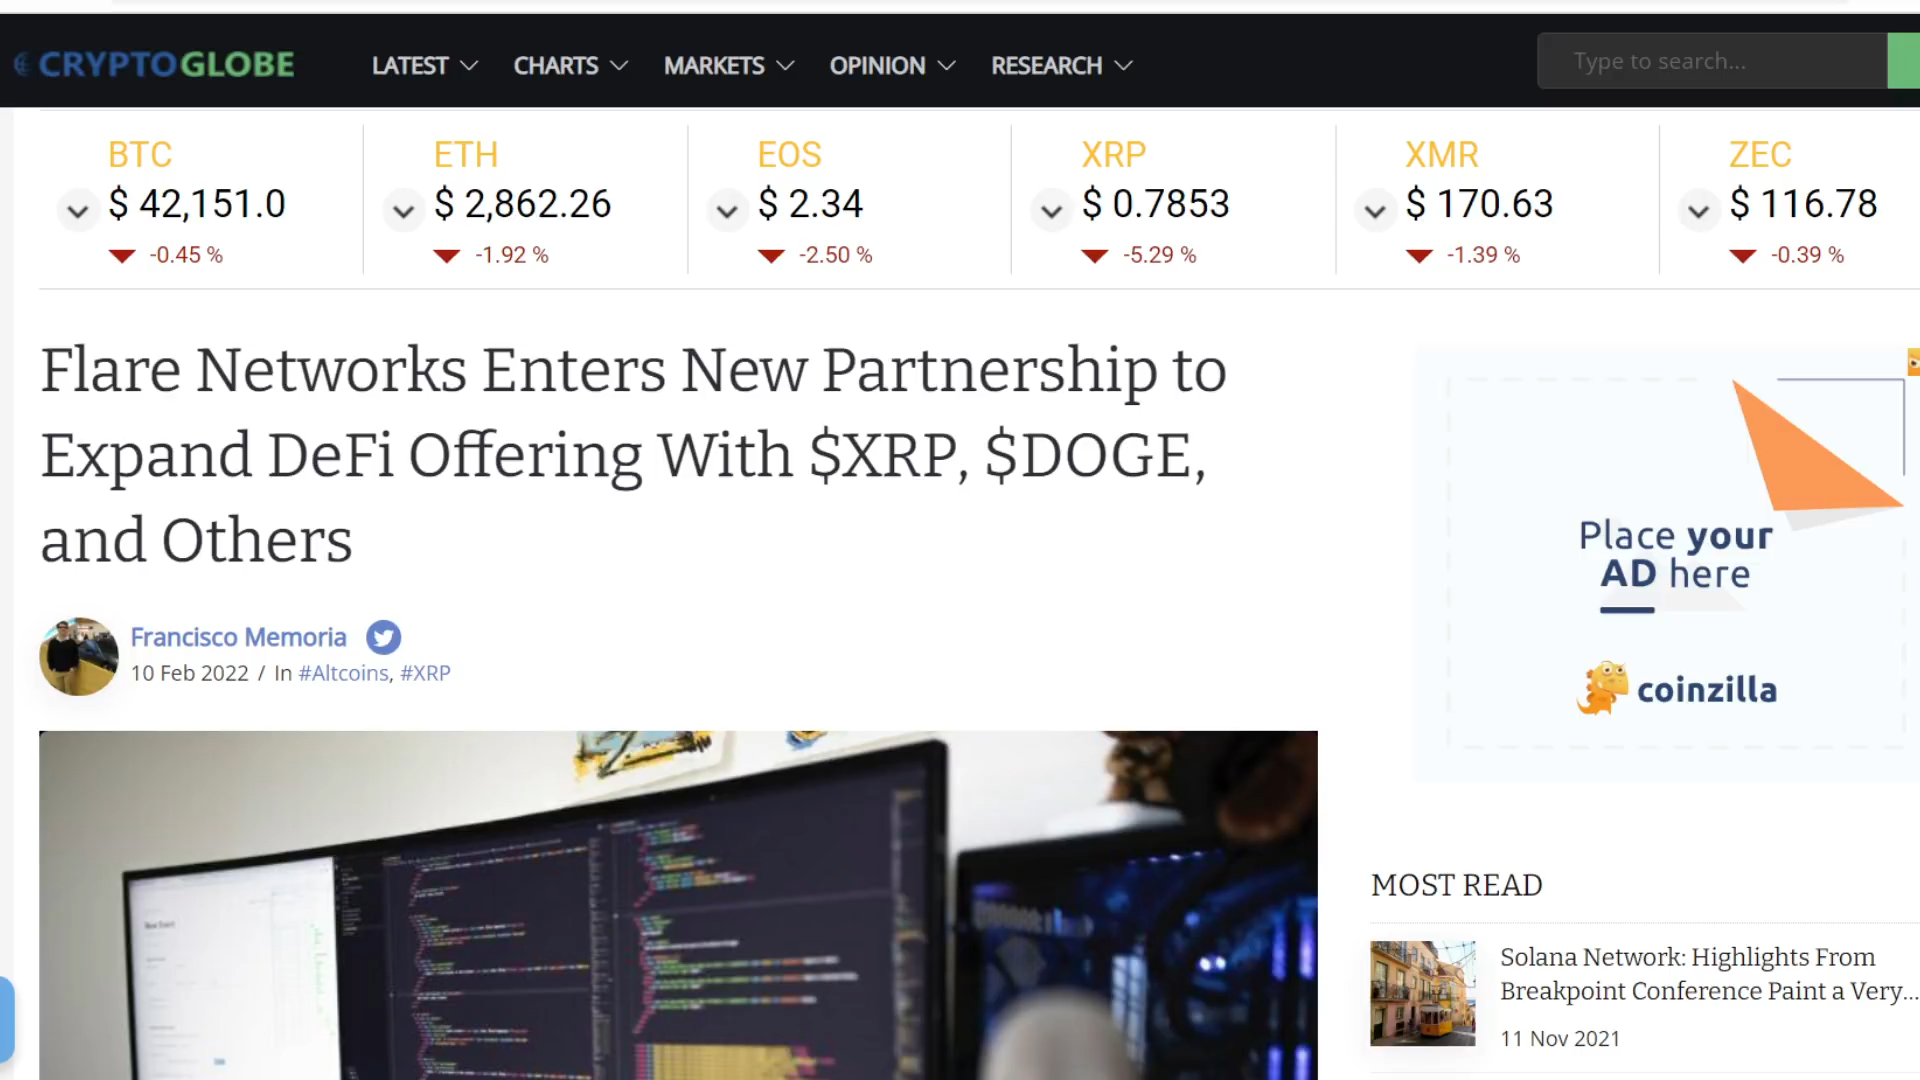 CRYPTOGLOBE
LATEST CHARTS MARKETS OPINION RESEARCH
Type to search...
BTC
$ 42,151.0
-0.45 %
ETH
$ 2,862.26
-1.92 %
EOS
$ 2.34
-2.50 %
XRP
$ 0.7853
-5.29 %
XMR
$ 170.63
-1.39 %
ZEC
$ 116.78
-0.39 %
Flare Networks Enters New Partnership to
Expand DeFi Offering With $XRP, $DOGE,
and Others
Francisco Memoria
10 Feb 2022 / In #Altcoins, #XRP
Place your
AD here
coinzilla
MOST READ
Solana Network: Highlights From
Breakpoint Conference Paint a Very...
11 Nov 2021